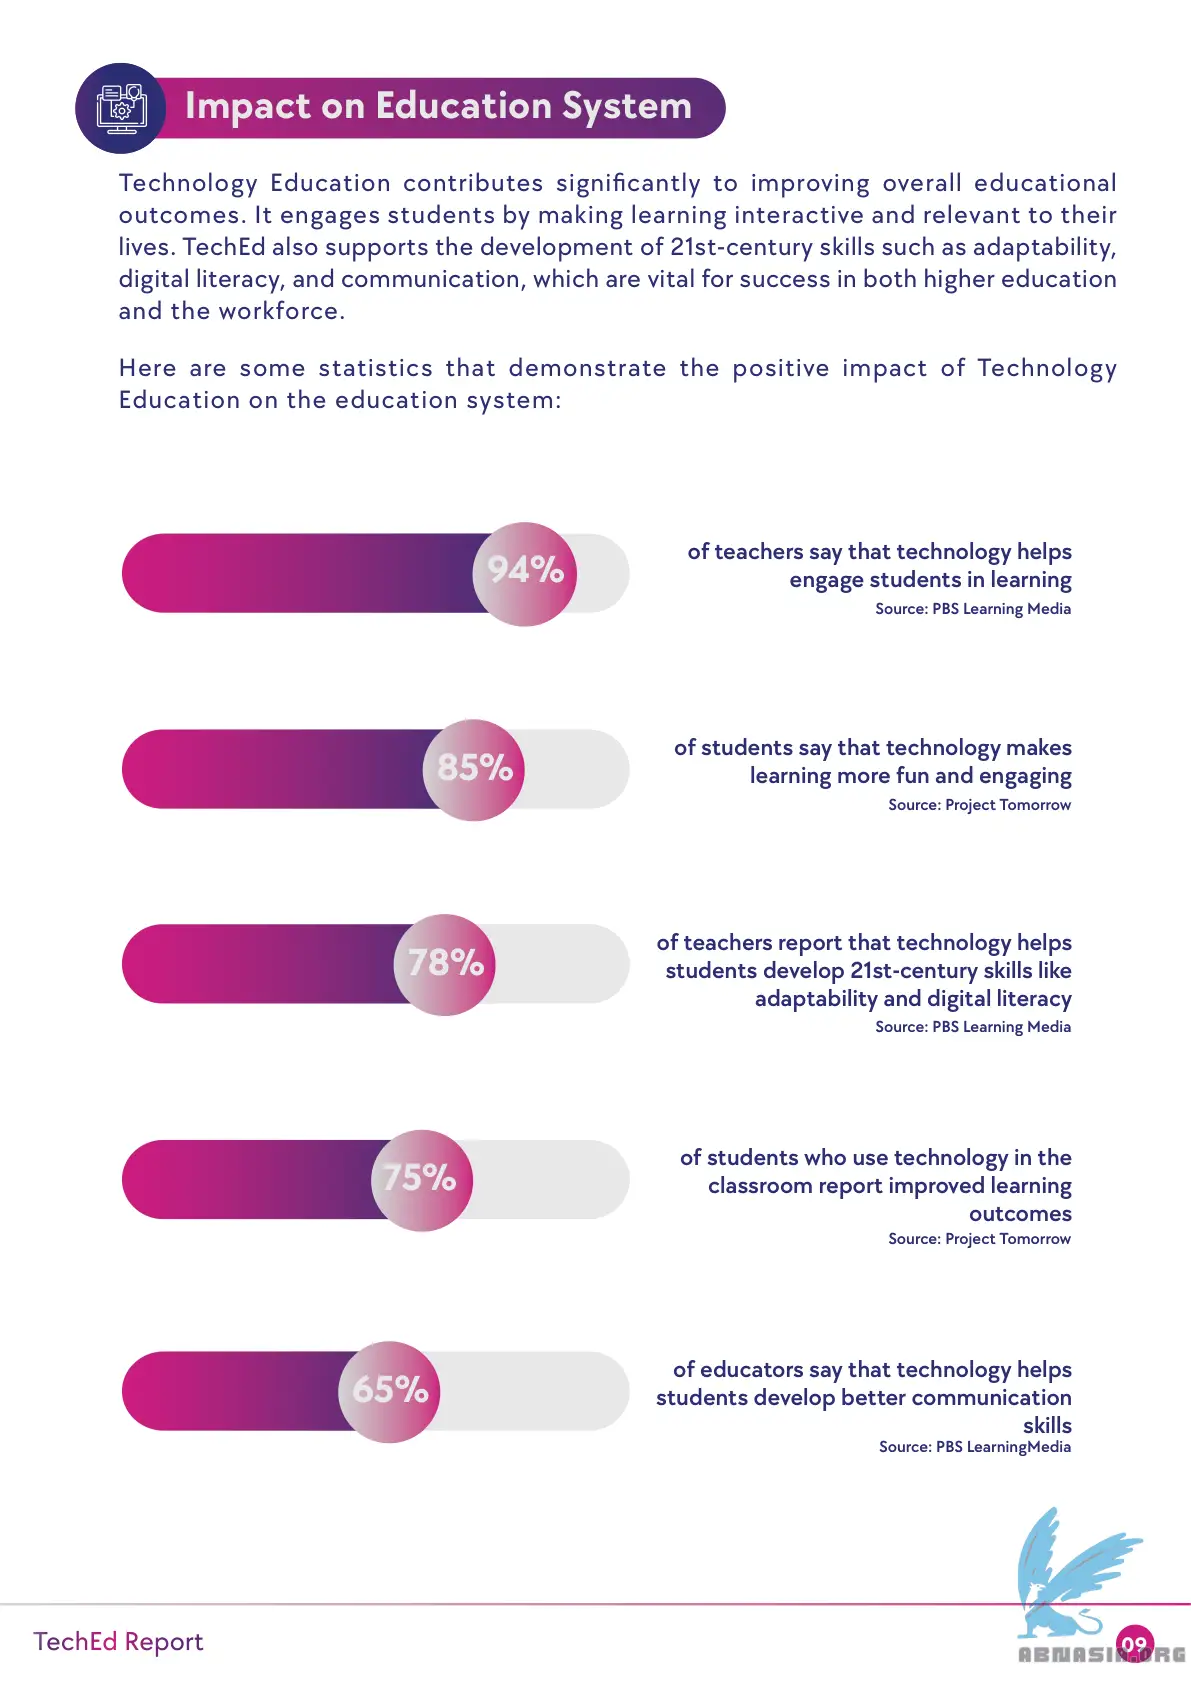 Impact on Education System
Technology Education contributes significantly to improving overall educational
outcomes. It engages students by making learning interactive and relevant to their
lives. TechEd also supports the development of 21st-century skills such as adaptability,
digital literacy, and communication, which are vital for success in both higher education
and the workforce.
Here are some statistics that demonstrate the positive impact of Technology
Education on the education system:
94%
of teachers say that technology helps
engage students in learning
Source: PBS Learning Media
85%
of students say that technology makes
learning more fun and engaging
Source: Project Tomorrow
78%
of teachers report that technology helps
students develop 21st-century skills like
adaptability and digital literacy
Source: PBS Learning Media
75%
of students who use technology in the
classroom report improved learning
outcomes
Source: Project Tomorrow
65%
of educators say that technology helps
students develop better communication
skills
Source: PBS LearningMedia
TechEd Report
09